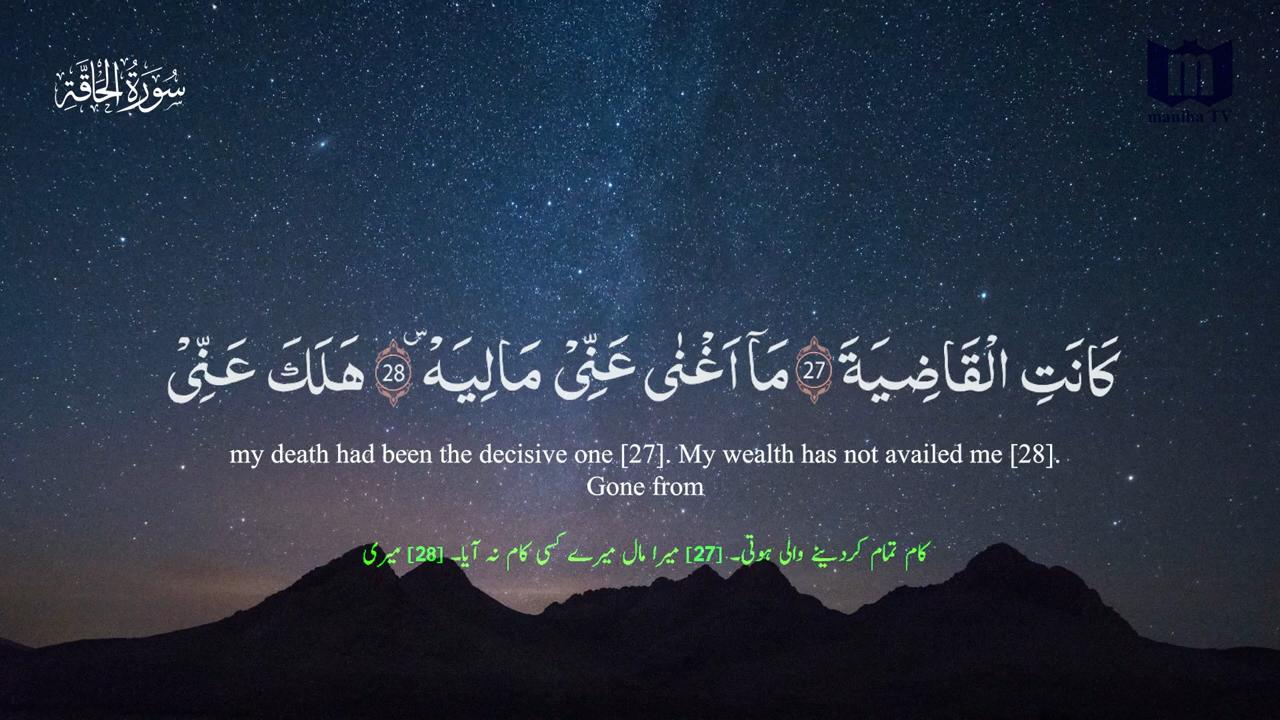 سُورَةُ الحَاقَّةِ
m
maniba TV
كَانَتِ الْقَاضِيَةَ 27 مَاۤ اَغْنٰى عَنِّىْ مَالِيَهْۜ 28 هَلَكَ عَنِّىْ
my death had been the decisive one [27]. My wealth has not availed me [28].
Gone from
کام تمام کردینے والی ہوتی۔ [27] میرا مال میرے کسی کام نہ آیا۔ [28] میری